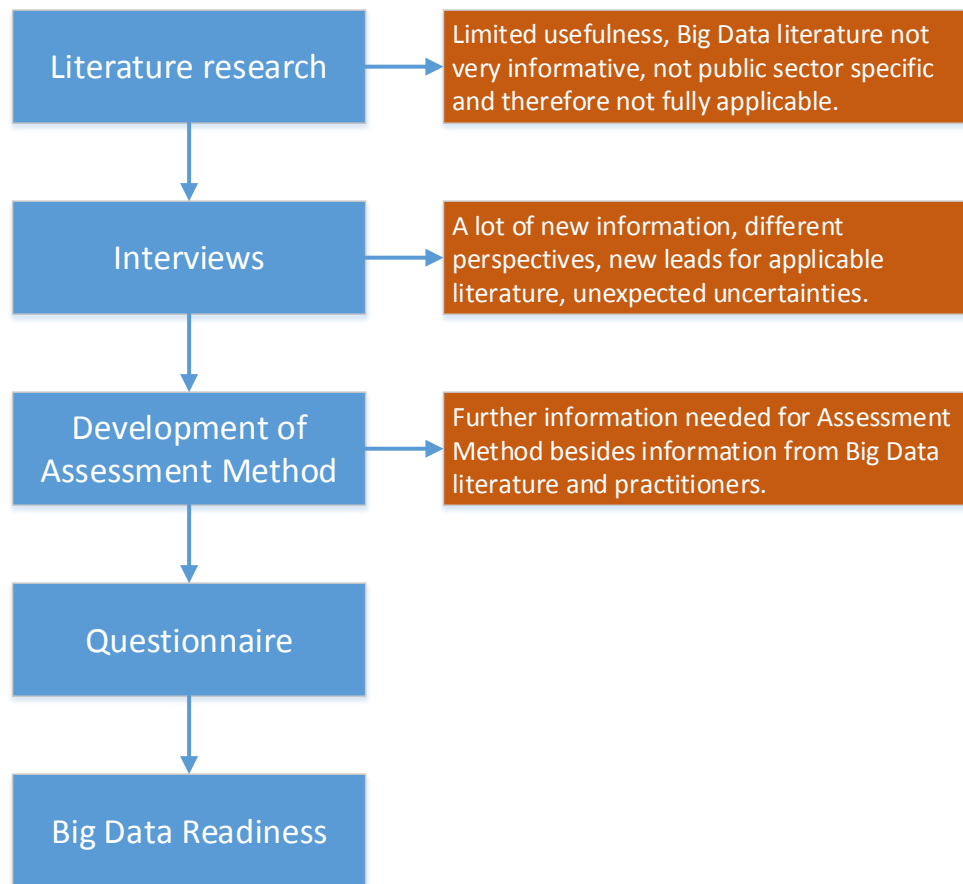 Literature research
Limited usefulness, Big Data literature not
very informative, not public sector specific
and therefore not fully applicable.
Interviews
A lot of new information, different
perspectives, new leads for applicable
literature, unexpected uncertainties.
Development of
Assessment Method
Further information needed for Assessment
Method besides information from Big Data
literature and practitioners.
Questionnaire
Big Data Readiness